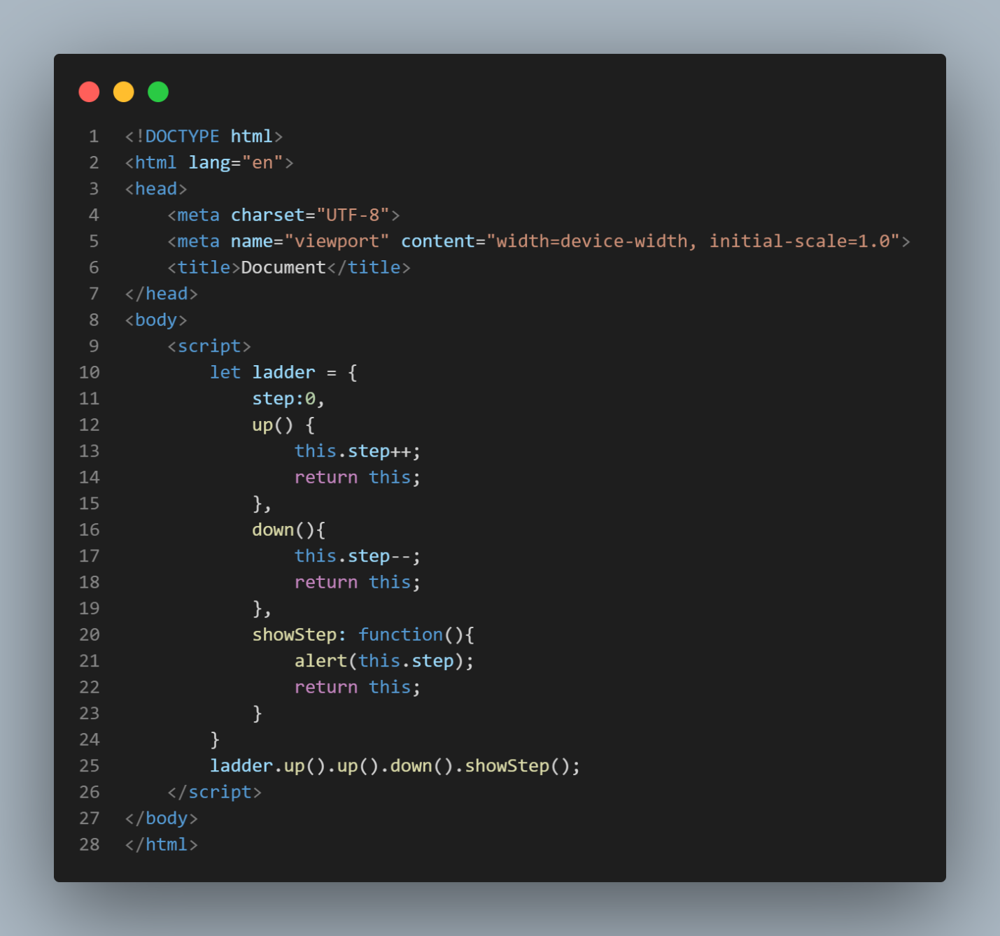 1 <!DOCTYPE html>
2 <html lang="en">
3 <head>
4     <meta charset="UTF-8">
5     <meta name="viewport" content="width=device-width, initial-scale=1.0">
6     <title>Document</title>
7 </head>
8 <body>
9     <script>
10         let ladder = {
11             step:0,
12             up() {
13                 this.step++;
14                 return this;
15             },
16             down(){
17                 this.step--;
18                 return this;
19             },
20             showStep: function(){
21                 alert(this.step);
22                 return this;
23             }
24         }
25         ladder.up().up().down().showStep();
26     </script>
27 </body>
28 </html>